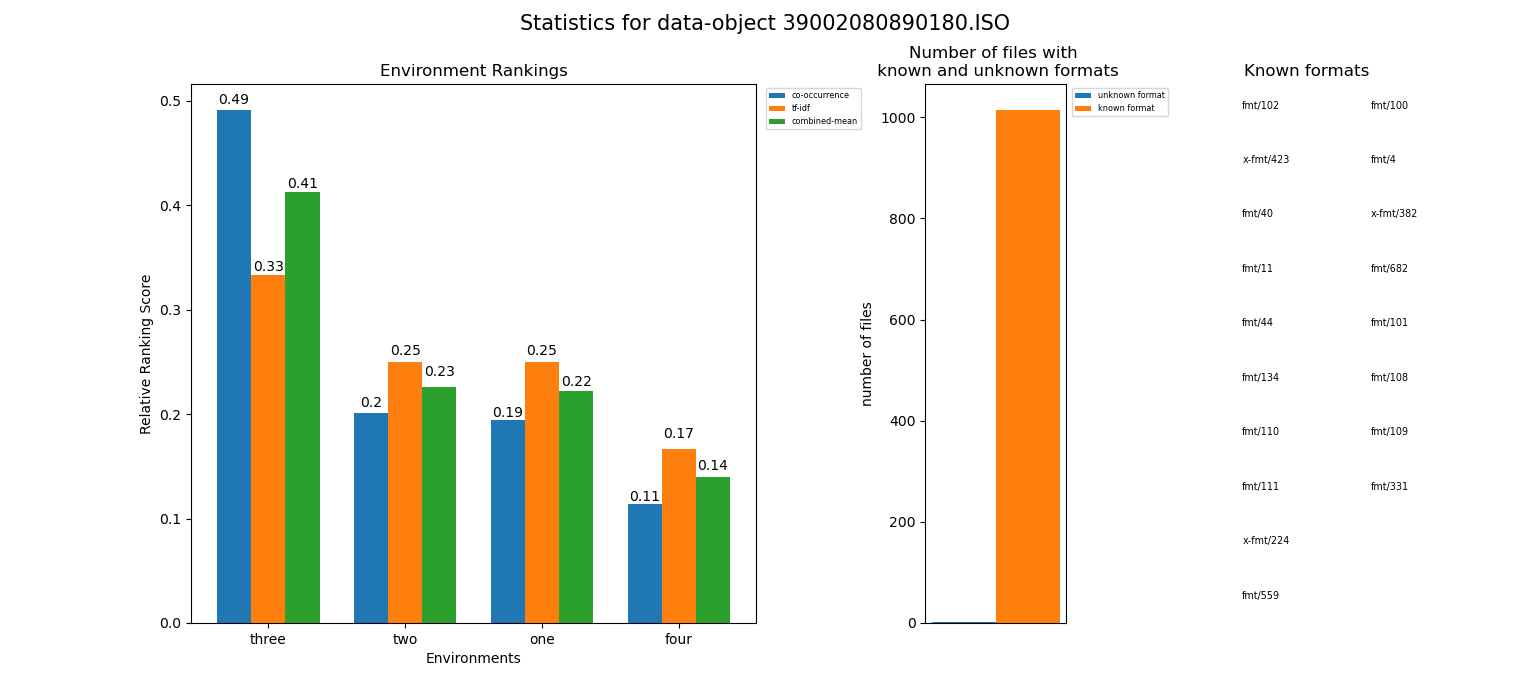 Statistics for data-object 39002080890180.ISO
Environment Rankings
Relative Ranking Score
0.5
0.4
0.3
0.2
0.1
0.0
0.49
0.33
0.41
0.2
0.25
0.23
0.19
0.25
0.22
0.11
0.17
0.14
three two one four
Environments
co-occurrence
tf-idf
combined-mean
Number of files with
known and unknown formats
number of files
1000
800
600
400
200
0
unknown format
known format
Known formats
fmt/102 fmt/100
x-fmt/423 fmt/4
fmt/40 x-fmt/382
fmt/11 fmt/682
fmt/44 fmt/101
fmt/134 fmt/108
fmt/110 fmt/109
fmt/111 fmt/331
x-fmt/224
fmt/559